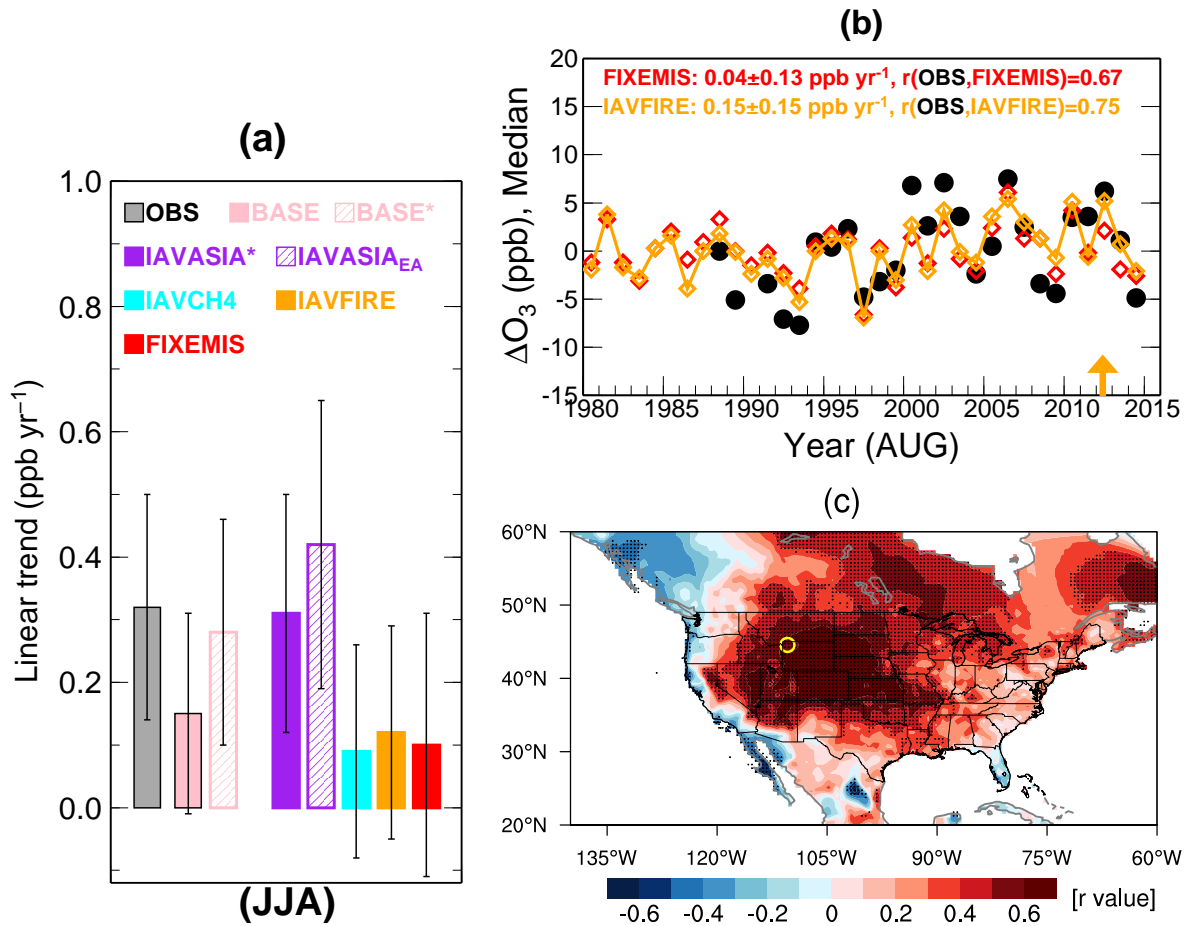 (a)
1.0
0.8
0.6
0.4
0.2
0.0
Linear trend (ppb yr⁻¹)
OBS BASE BASE*
IAVASIA* IAVASIA_EA
IAVCH4 IAVFIRE
FIXEMIS
(JJA)
(b)
FIXEMIS: 0.04±0.13 ppb yr⁻¹, r(OBS,FIXEMIS)=0.67
IAVFIRE: 0.15±0.15 ppb yr⁻¹, r(OBS,IAVFIRE)=0.75
20
15
10
5
0
-5
-10
-15
ΔO₃ (ppb), Median
1980 1985 1990 1995 2000 2005 2010 2015
Year (AUG)
(c)
60°N
50°N
40°N
30°N
20°N
135°W 120°W 105°W 90°W 75°W 60°W
-0.6 -0.4 -0.2 0 0.2 0.4 0.6 [r value]